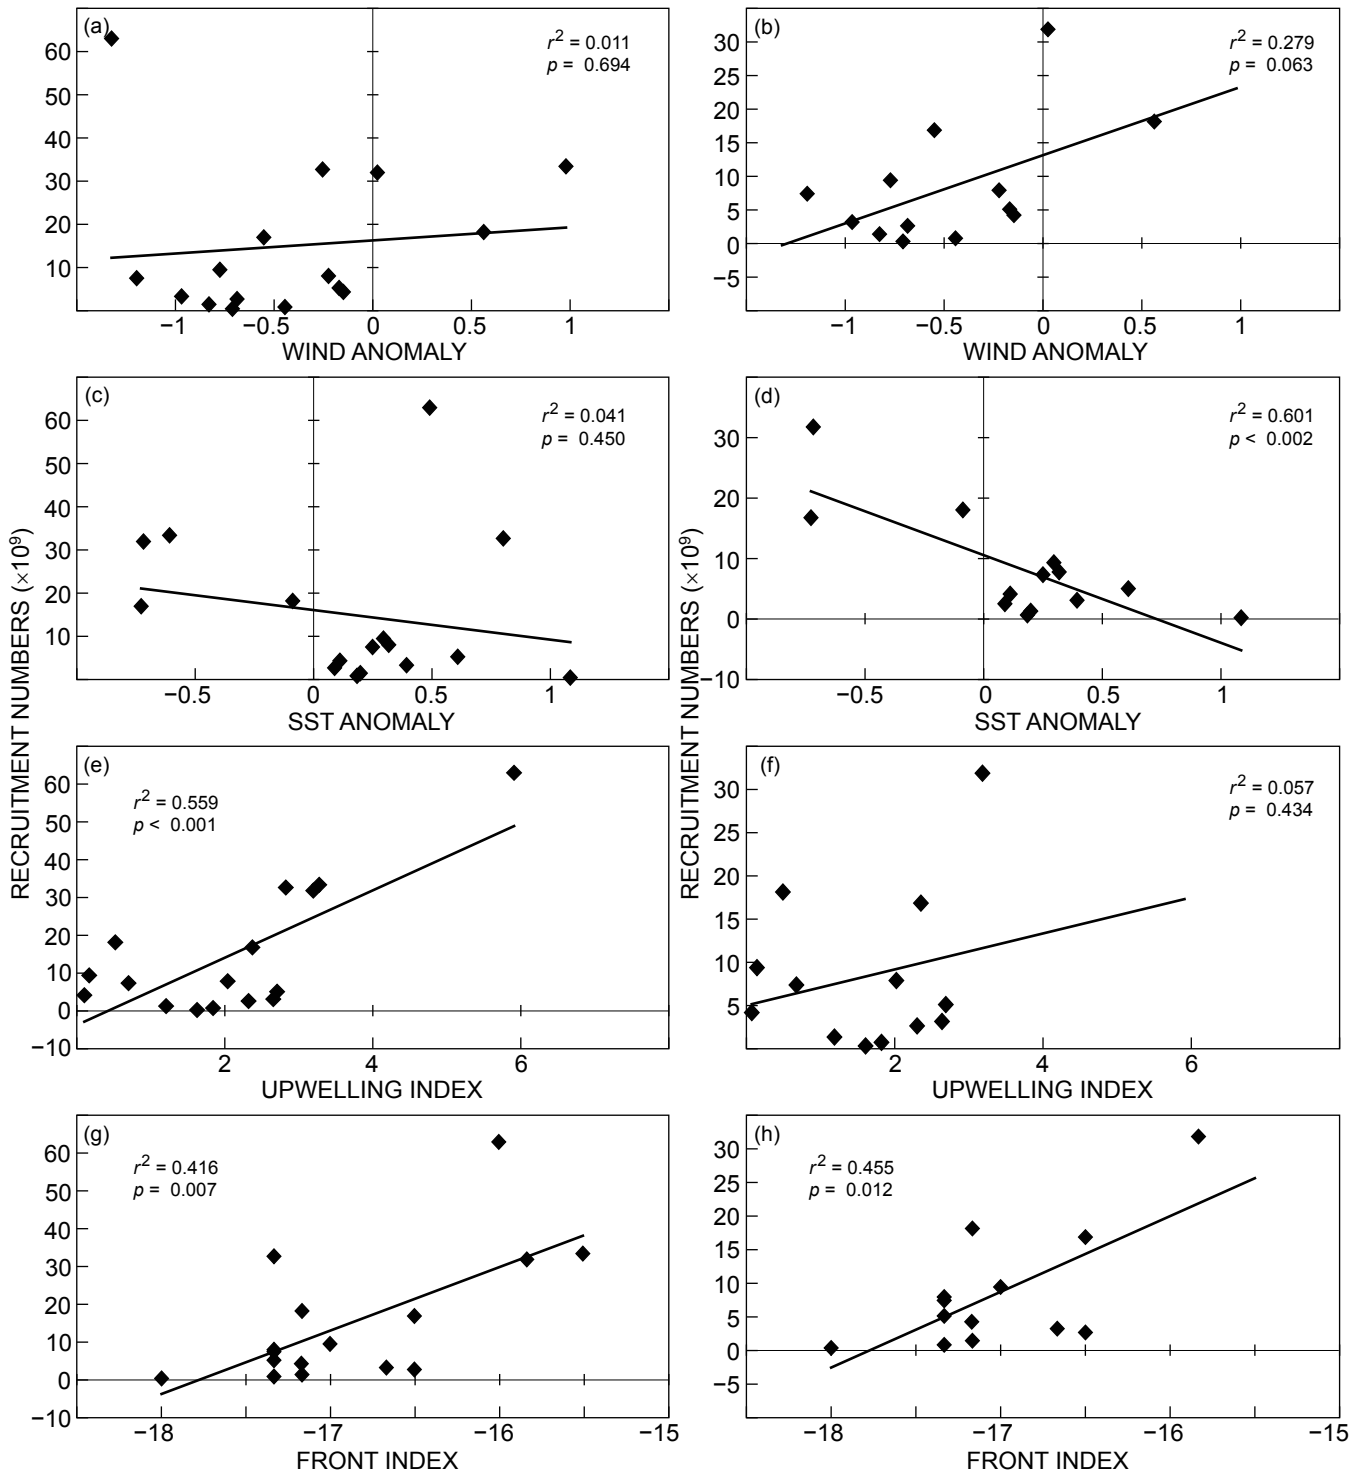 (a)
r² = 0.011
p = 0.694
60
50
40
30
20
10
−1
−0.5
0
0.5
1
WIND ANOMALY
(b)
r² = 0.279
p = 0.063
30
25
20
15
10
5
0
−5
−1
−0.5
0
0.5
1
WIND ANOMALY
(c)
r² = 0.041
p = 0.450
60
50
40
30
20
10
−0.5
0
0.5
1
SST ANOMALY
(d)
r² = 0.601
p < 0.002
30
20
10
0
−10
−0.5
0
0.5
1
SST ANOMALY
RECRUITMENT NUMBERS (×10⁹)
RECRUITMENT NUMBERS (×10⁹)
(e)
r² = 0.559
p < 0.001
60
50
40
30
20
10
0
−10
2
4
6
UPWELLING INDEX
(f)
r² = 0.057
p = 0.434
30
25
20
15
10
5
2
4
6
UPWELLING INDEX
(g)
r² = 0.416
p = 0.007
60
50
40
30
20
10
0
−10
−18
−17
−16
−15
FRONT INDEX
(h)
r² = 0.455
p = 0.012
30
25
20
15
10
5
0
−5
−18
−17
−16
−15
FRONT INDEX